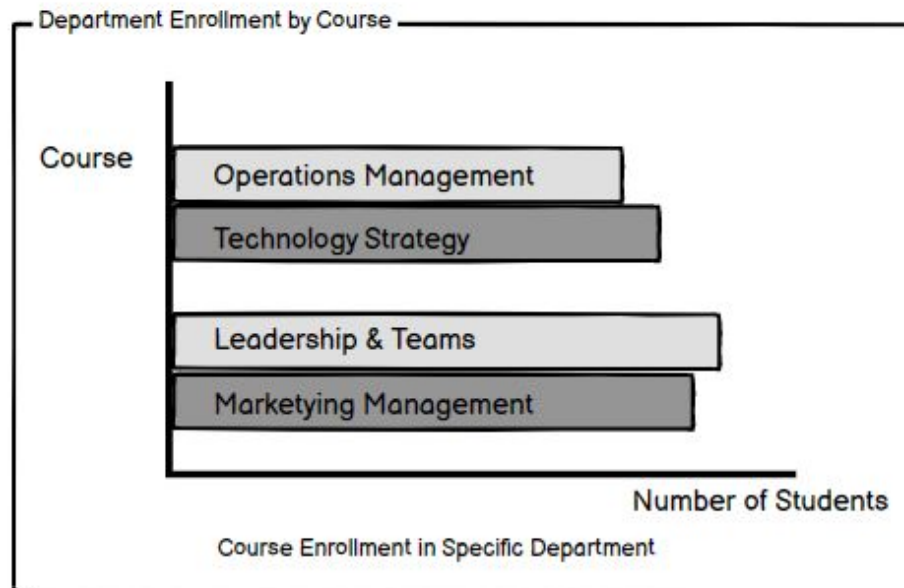 Department Enrollment by Course
Course
Operations Management
Technology Strategy
Leadership & Teams
Marketying Management
Number of Students
Course Enrollment in Specific Department